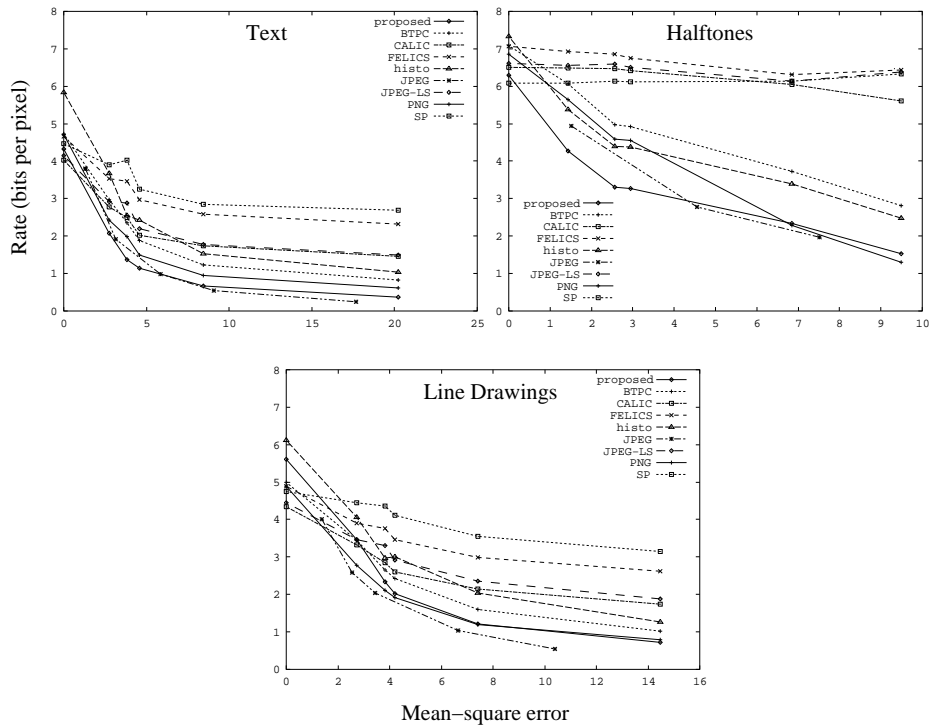 Text
8
7
6
5
4
3
2
1
0
0 5 10 15 20 25
proposed
BTPC
CALIC
FELICS
histo
JPEG
JPEG-LS
PNG
SP
Halftones
8
7
6
5
4
3
2
1
0
0 1 2 3 4 5 6 7 8 9 10
proposed
BTPC
CALIC
FELICS
histo
JPEG
JPEG-LS
PNG
SP
Rate (bits per pixel)
Line Drawings
8
7
6
5
4
3
2
1
0
0 2 4 6 8 10 12 14 16
proposed
BTPC
CALIC
FELICS
histo
JPEG
JPEG-LS
PNG
SP
Mean−square error